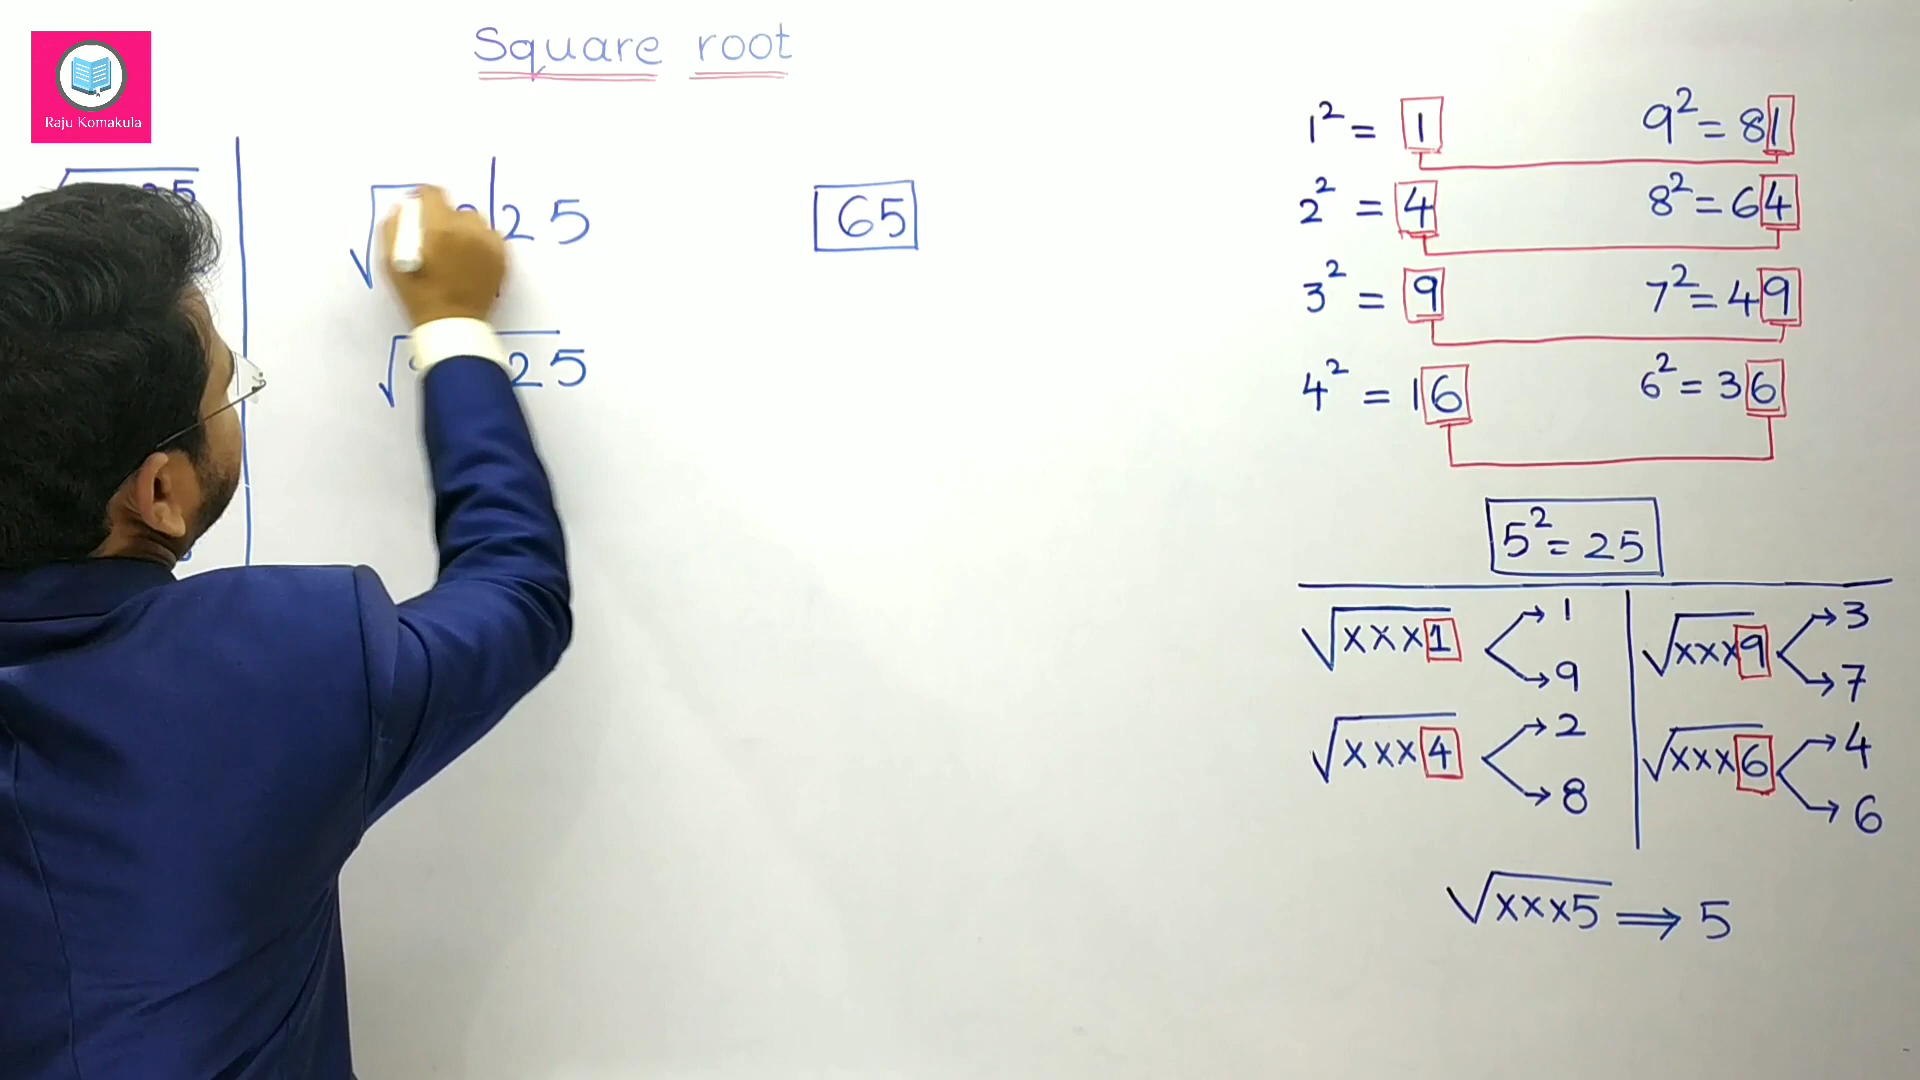 Square root
Raju Komakula
25
65
25
1² = 1
9² = 81
2² = 4
8² = 64
3² = 9
7² = 49
4² = 16
6² = 36
5² = 25
√xxx1 → 1 → 9
√xxx9 → 3 → 7
√xxx4 → 2 → 8
√xxx6 → 4 → 6
√xxx5 ⟹ 5